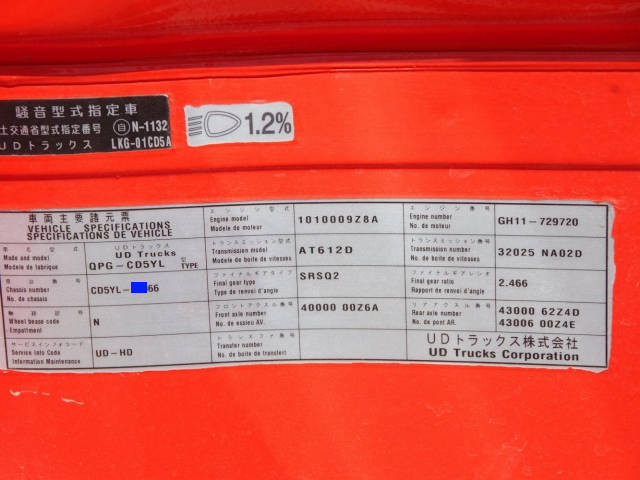 騒音型式指定車
土交通省型式指定番号 自 N-1132
UDトラックス LKG-01CD5A
1.2%
車両主要諸元票
VEHICLE SPECIFICATIONS
SPECIFICATIONS DE VEHICLE
車名型式
Made and model
Modele de fabrique
UDトラックス
UD Trucks
QPG-CD5YL 型 TYPE
Chassis number
No. de chassis
CD5YL- 66
Wheel base code
Empattment
N
サービスインフォコード
Service Info Code
Information Maintenance
UD-HD
エンジン型式
Engine model
Modele de moteur
1010009Z8A
トランスミッション型式
Transmission model
Modele de boite de vitesses
AT612D
ファイナルギアタイプ
Final gear type
Type de renvoi d'angle
SRSQ2
フロントアクスル番号
Front axle number
No. de essieu AV.
40000 00Z6A
トランスファ番号
Transfer number
No. de boite de transfert
エンジン番号
Engine number
No. de moteur
GH11-729720
トランスミッション番号
Transmission number
No. de boite de vitesses
32025 NA02D
ファイナルギアレシオ
Final gear ratio
Rapport de renvoi d'angle
2.466
リアアクスル番号
Rear axle number
No. de pont AR.
43000 62Z4D
43006 00Z4E
UDトラックス株式会社
UD Trucks Corporation